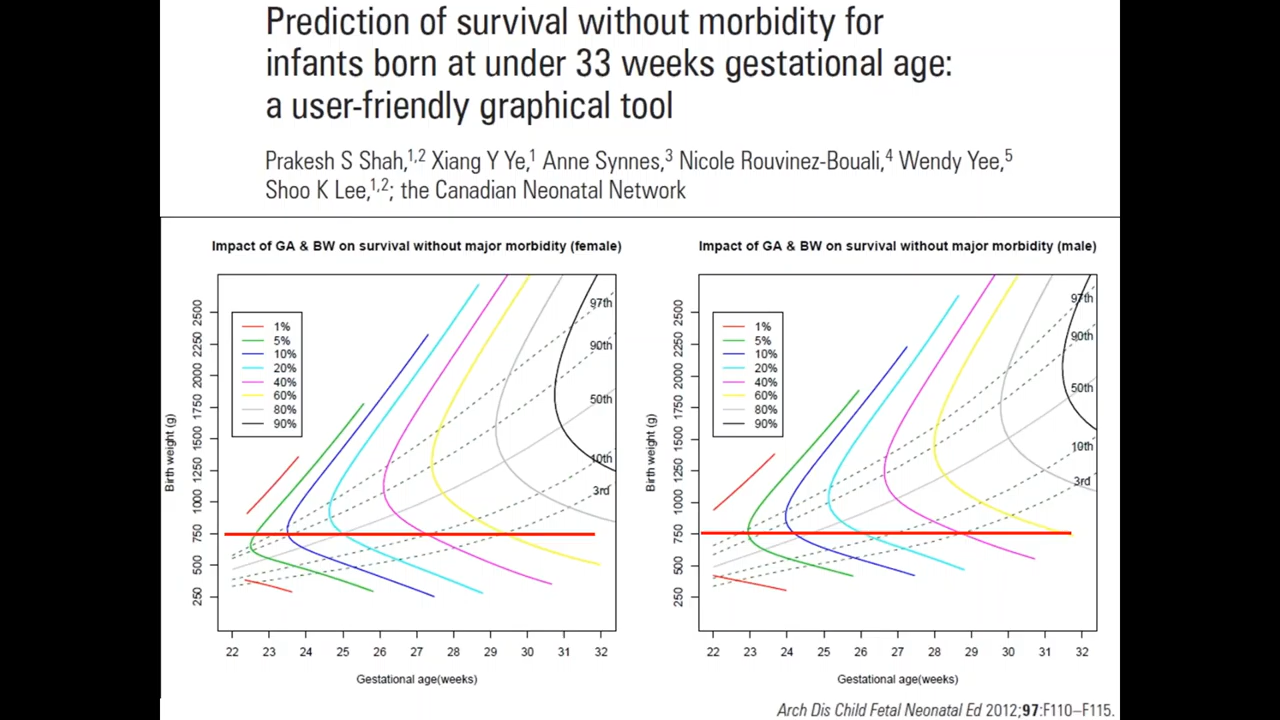 Prediction of survival without morbidity for
infants born at under 33 weeks gestational age:
a user-friendly graphical tool
Prakesh S Shah,1,2 Xiang Y Ye,1 Anne Synnes,3 Nicole Rouvinez-Bouali,4 Wendy Yee,5
Shoo K Lee,1,2; the Canadian Neonatal Network
Impact of GA & BW on survival without major morbidity (female)
Birth weight (g)
2500
2250
2000
1750
1500
1250
1000
750
500
250
1%
5%
10%
20%
40%
60%
80%
90%
97th
90th
50th
10th
3rd
22 23 24 25 26 27 28 29 30 31 32
Gestational age(weeks)
Impact of GA & BW on survival without major morbidity (male)
Birth weight (g)
2500
2250
2000
1750
1500
1250
1000
750
500
250
1%
5%
10%
20%
40%
60%
80%
90%
97th
90th
50th
10th
3rd
22 23 24 25 26 27 28 29 30 31 32
Gestational age(weeks)
Arch Dis Child Fetal Neonatal Ed 2012;97:F110–F115.